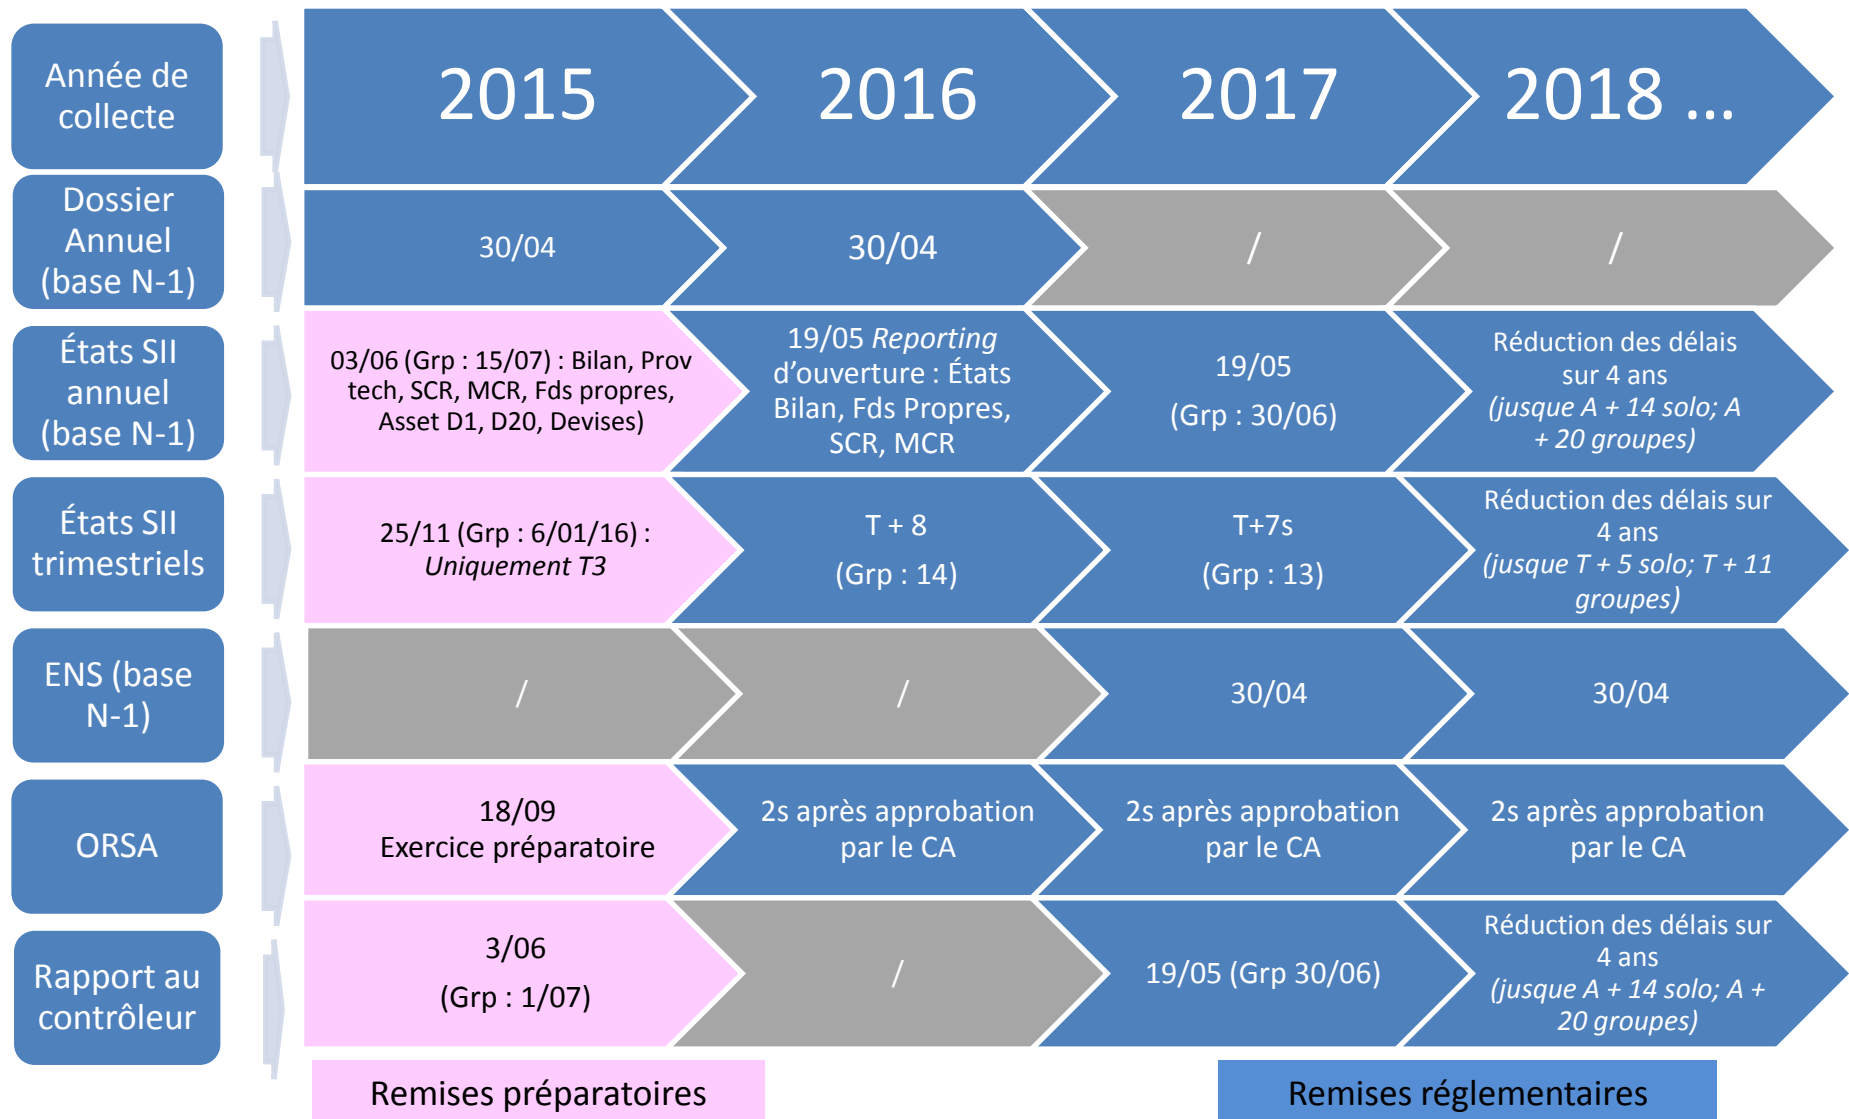 Année de
collecte
2015
2016
2017
2018 ...
Dossier
Annuel
(base N-1)
30/04
30/04
/
/
États SII
annuel
(base N-1)
03/06 (Grp : 15/07) : Bilan, Prov
tech, SCR, MCR, Fds propres,
Asset D1, D20, Devises)
19/05 Reporting
d’ouverture : États
Bilan, Fds Propres,
SCR, MCR
19/05
(Grp : 30/06)
Réduction des délais
sur 4 ans
(jusque A + 14 solo; A
+ 20 groupes)
États SII
trimestriels
25/11 (Grp : 6/01/16) :
Uniquement T3
T + 8
(Grp : 14)
T+7s
(Grp : 13)
Réduction des délais sur
4 ans
(jusque T + 5 solo; T + 11
groupes)
ENS (base
N-1)
/
/
30/04
30/04
ORSA
18/09
Exercice préparatoire
2s après approbation
par le CA
2s après approbation
par le CA
2s après approbation
par le CA
Rapport au
contrôleur
3/06
(Grp : 1/07)
/
19/05 (Grp 30/06)
Réduction des délais sur
4 ans
(jusque A + 14 solo; A +
20 groupes)
Remises préparatoires
Remises réglementaires